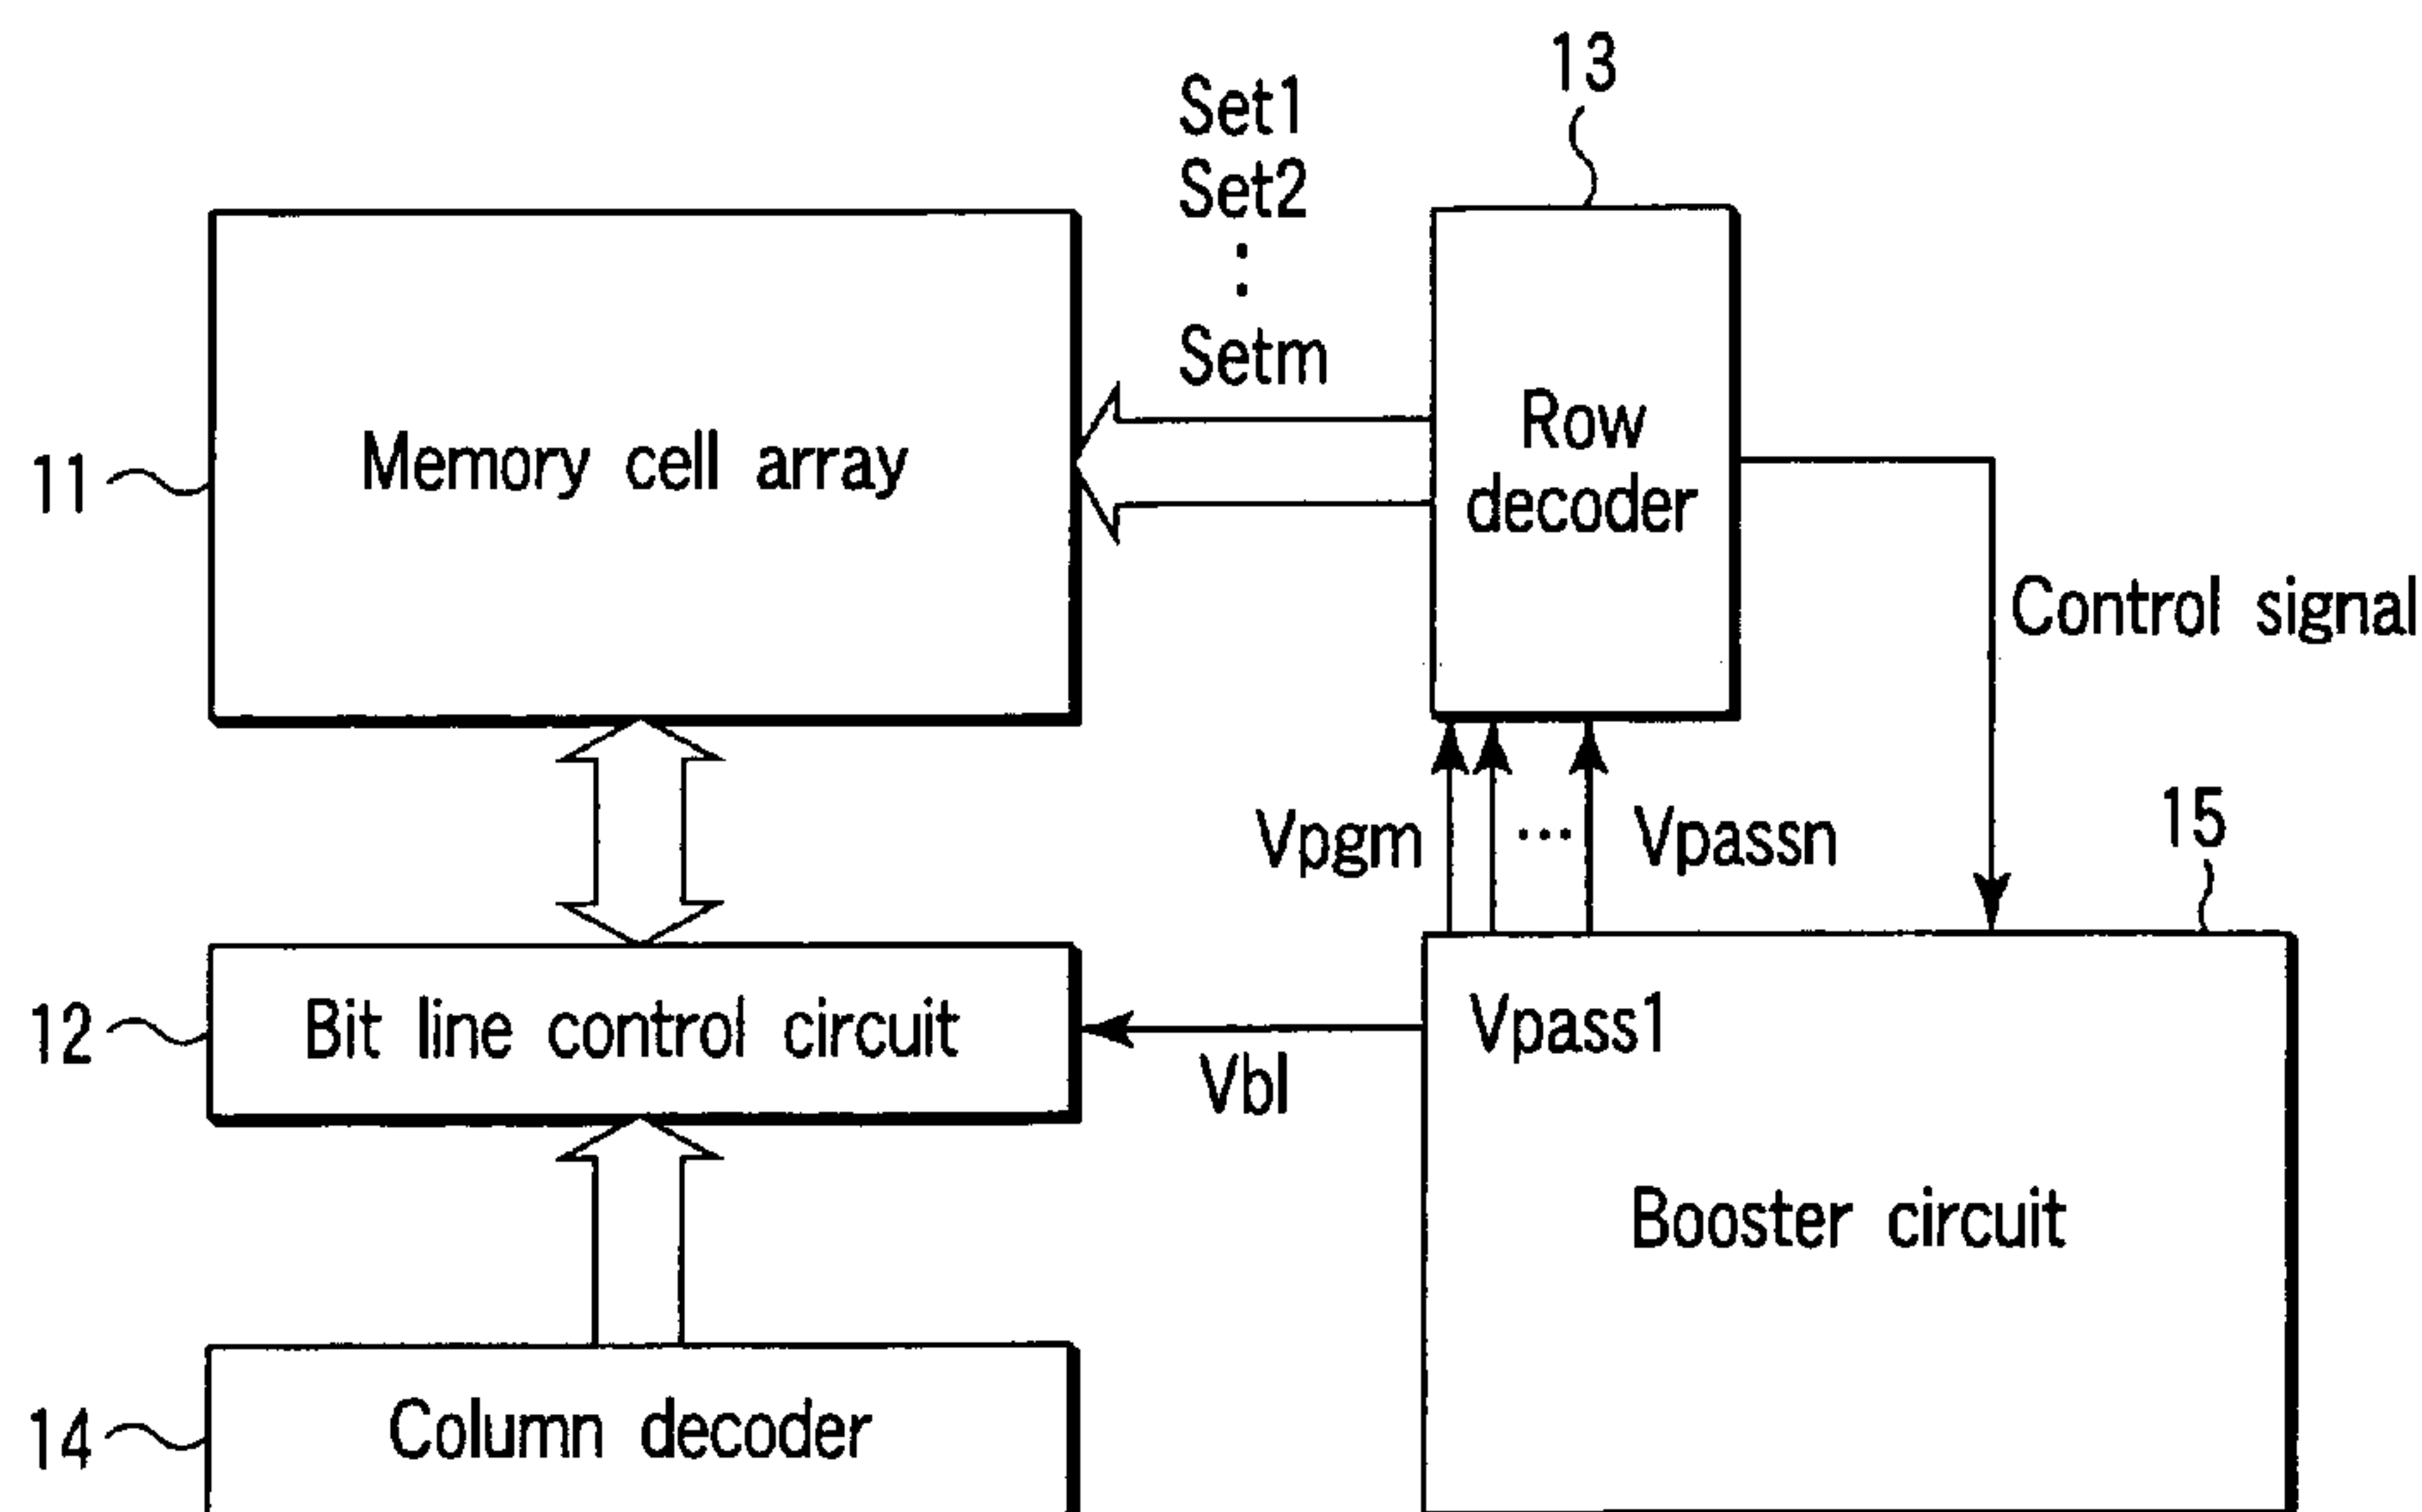 13
Set1
Set2
:
Setm
11
Memory cell array
Row
decoder
Control signal
Vpgm
...
Vpassn
15
12
Bit line control circuit
Vbl
Vpass1
Booster circuit
14
Column decoder